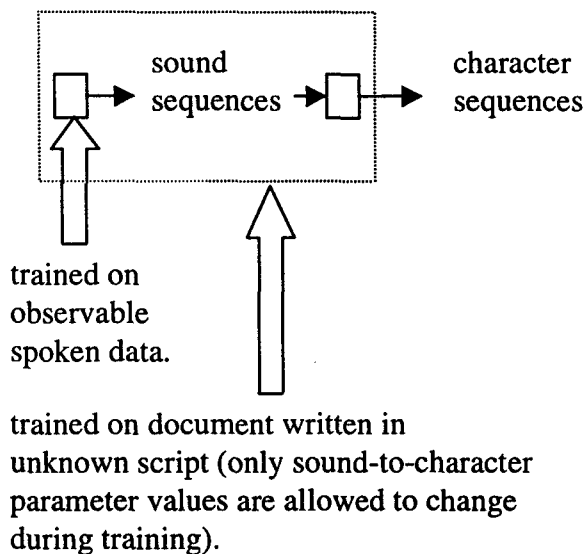 sound
sequences
character
sequences
trained on
observable
spoken data.
trained on document written in
unknown script (only sound-to-character
parameter values are allowed to change
during training).